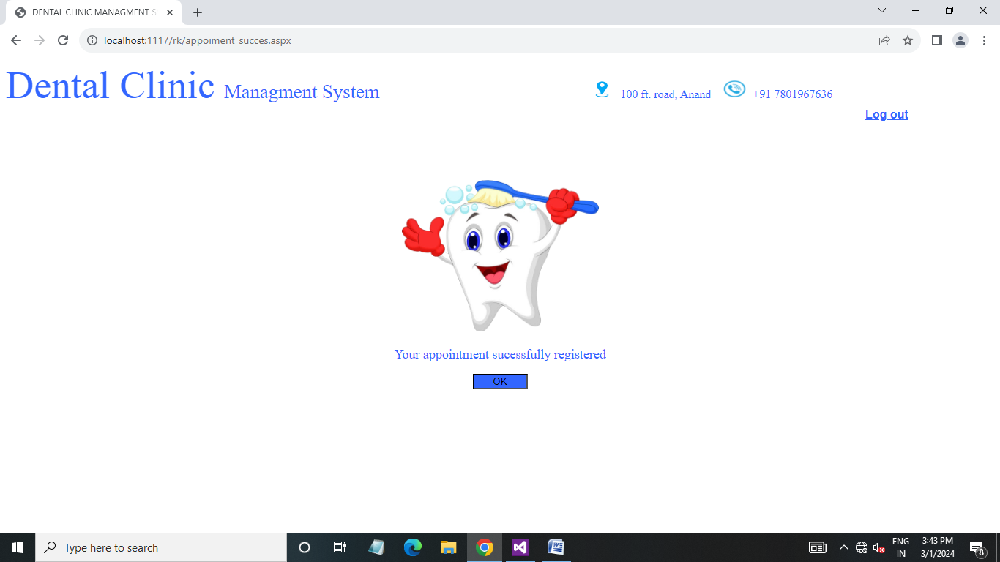 DENTAL CLINIC MANAGMENT S
localhost:1117/rk/appoiment_succes.aspx
Dental Clinic Managment System
100 ft. road, Anand
+91 7801967636
Log out
Your appointment sucessfully registered
OK
Type here to search
ENG
IN
3:43 PM
3/1/2024
8